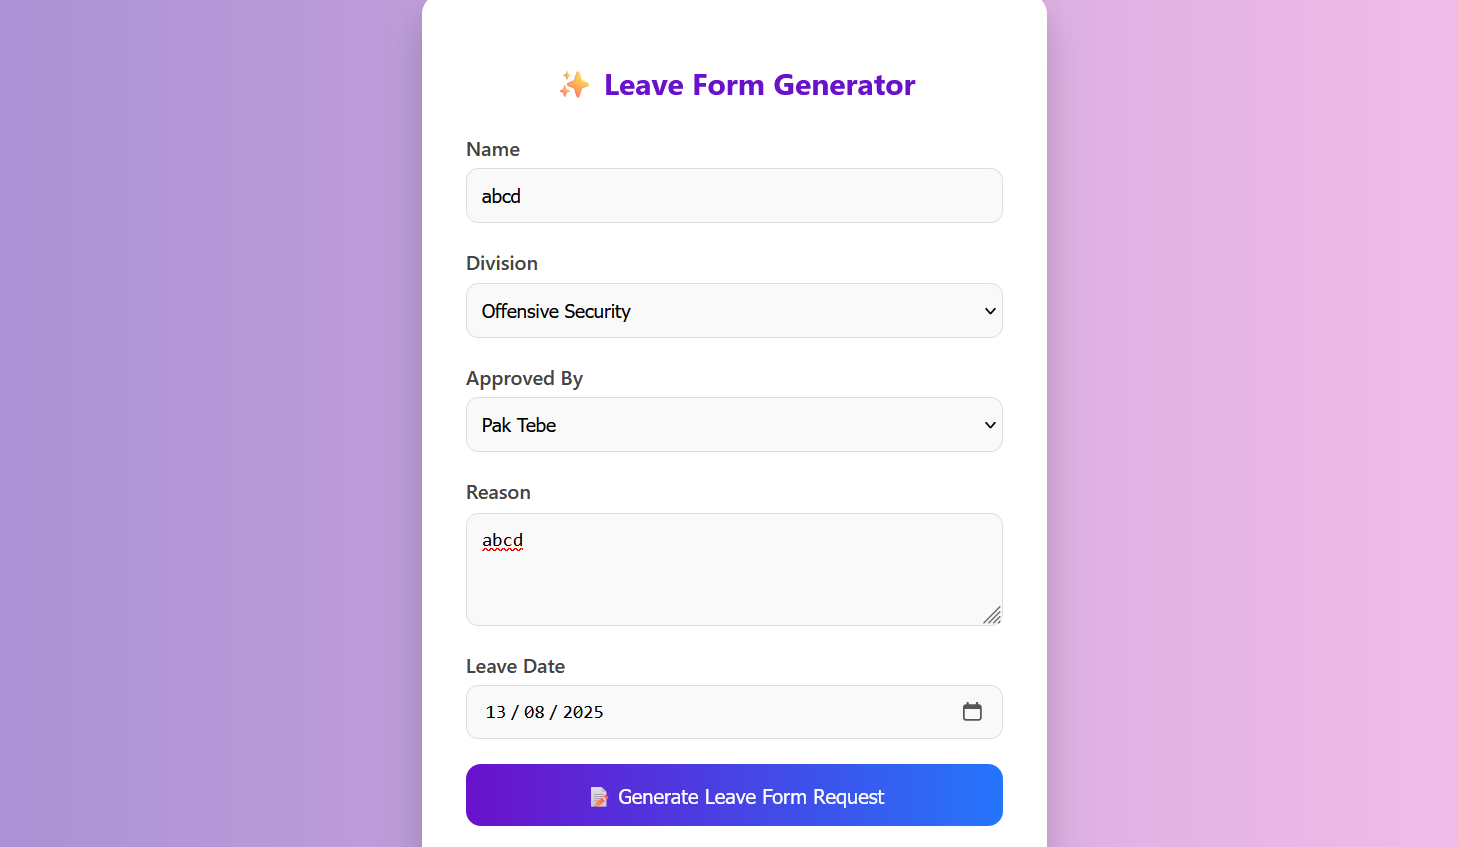 ✨ Leave Form Generator
Name
abcd
Division
Offensive Security
Approved By
Pak Tebe
Reason
abcd
Leave Date
13 / 08 / 2025
📝 Generate Leave Form Request